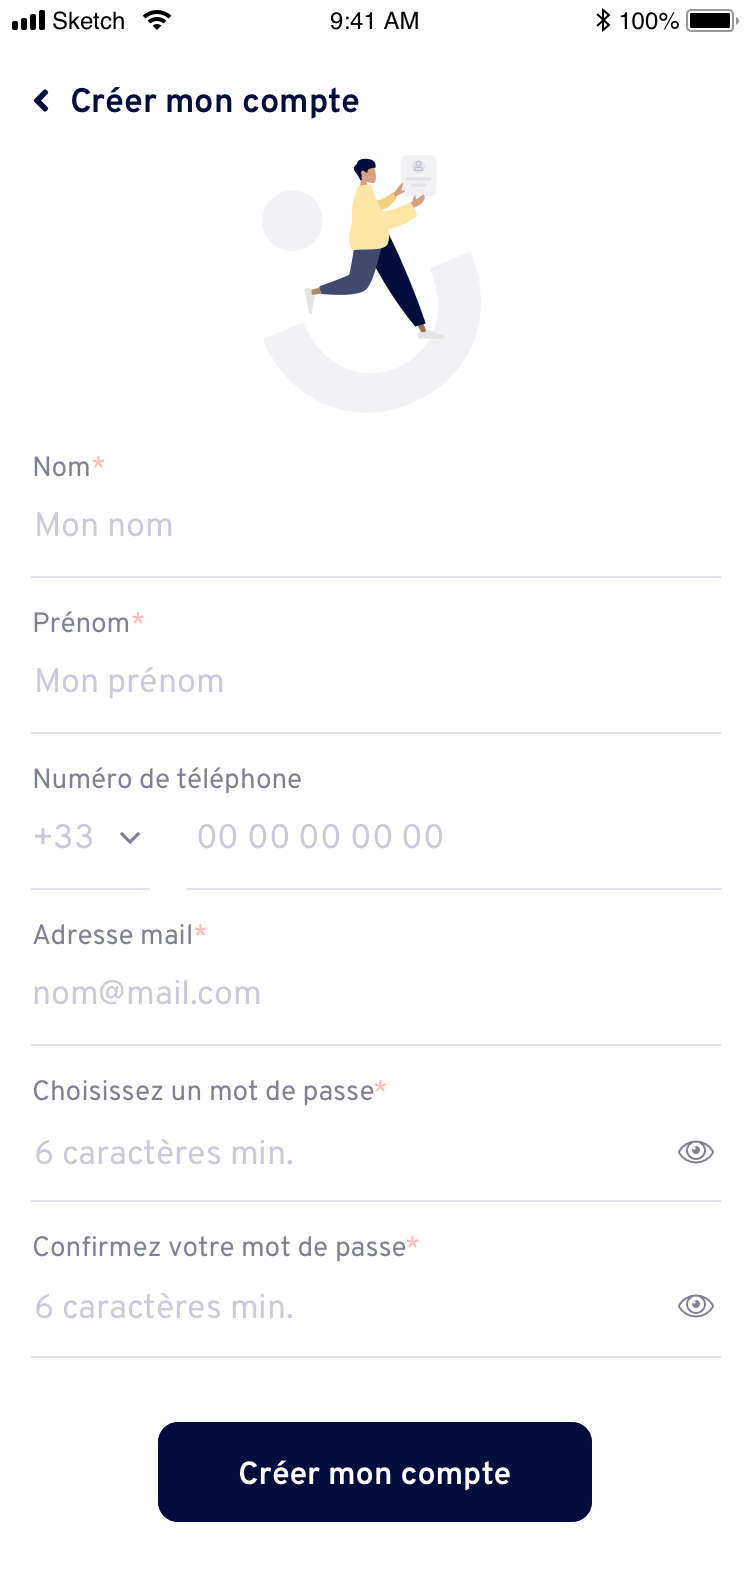 Sketch 9:41 AM 100%
Créer mon compte
Nom*
Mon nom
Prénom*
Mon prénom
Numéro de téléphone
+33 00 00 00 00 00
Adresse mail*
nom@mail.com
Choisissez un mot de passe*
6 caractères min.
Confirmez votre mot de passe*
6 caractères min.
Créer mon compte